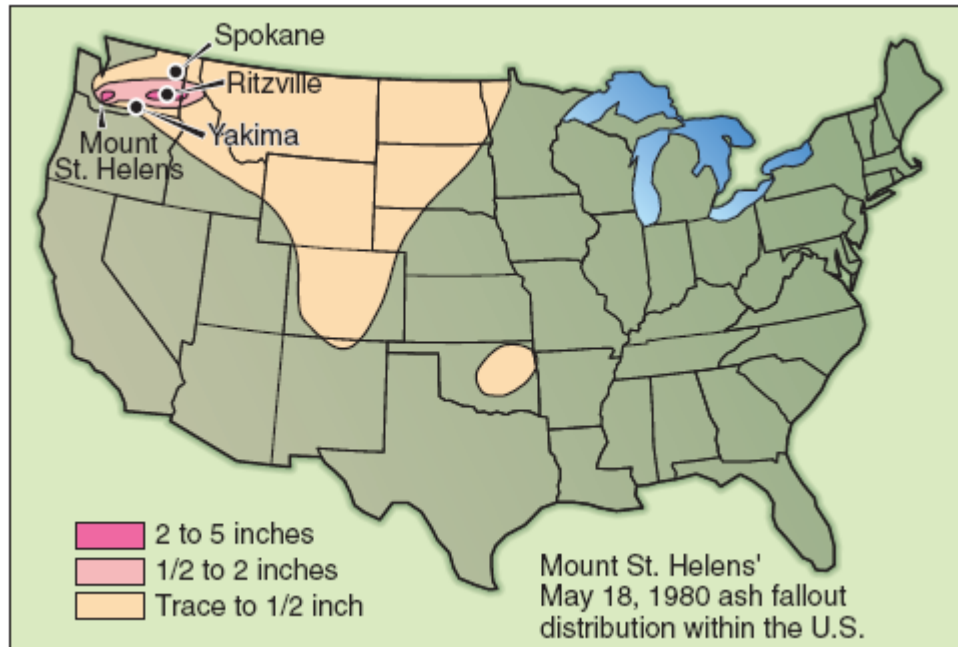 Spokane
Ritzville
Yakima
Mount
St. Helens
2 to 5 inches
1/2 to 2 inches
Trace to 1/2 inch
Mount St. Helens'
May 18, 1980 ash fallout
distribution within the U.S.